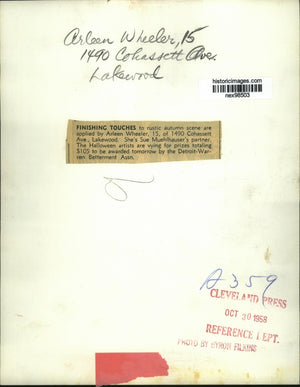 Arleen Wheeler, 15
1490 Cohassett Ave.
Lakewood
historicimages.com
nex98503
FINISHING TOUCHES to rustic autumn scene are
applied by Arleen Wheeler, 15, of 1490 Cohassett
Ave., Lakewood. She's Sue Muehlhauser's partner.
The Halloween artists are vying for prizes totaling
$105 to be awarded tomorrow by the Detroit-War-
ren Betterment Assn.
A359
CLEVELAND PRESS
OCT 30 1958
REFERENCE DEPT.
PHOTO BY BYRON FILKINS